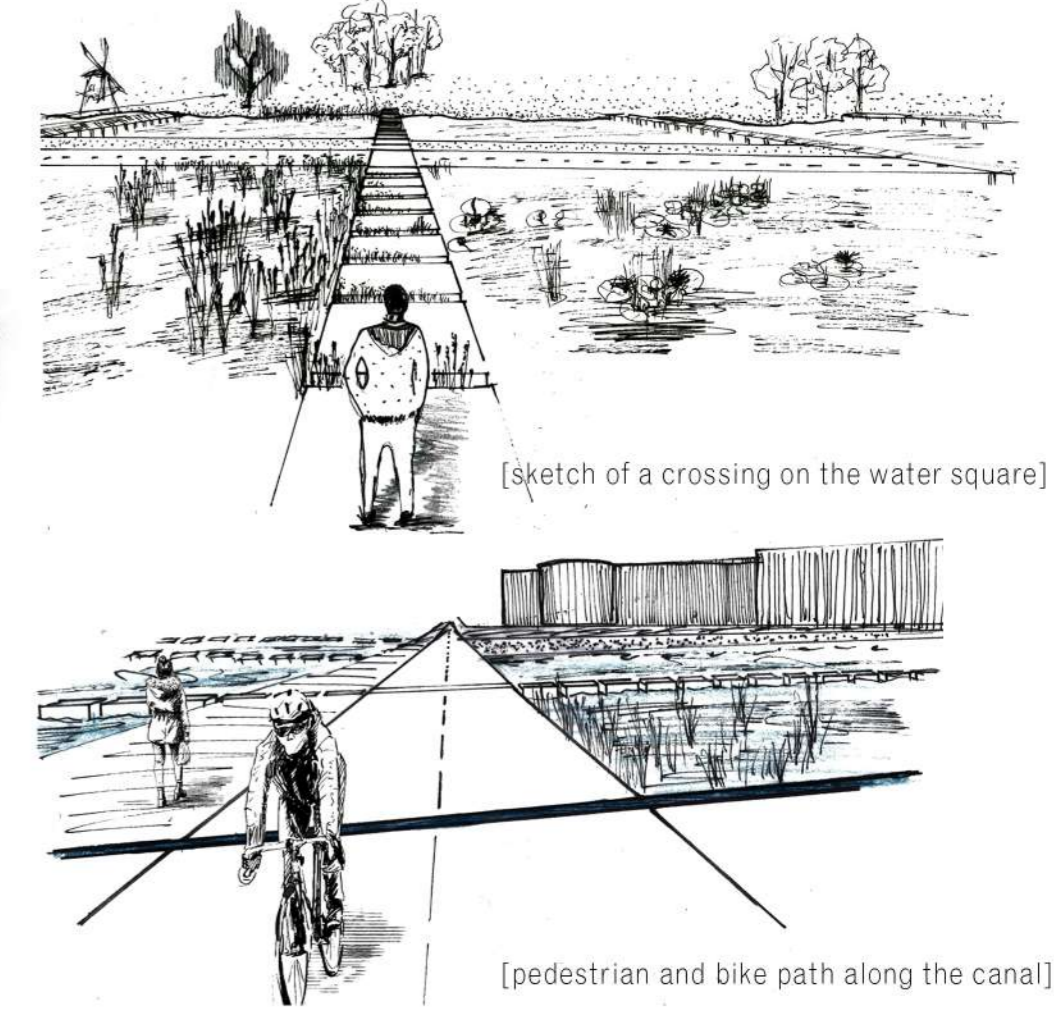 [sketch of a crossing on the water square]
[pedestrian and bike path along the canal]